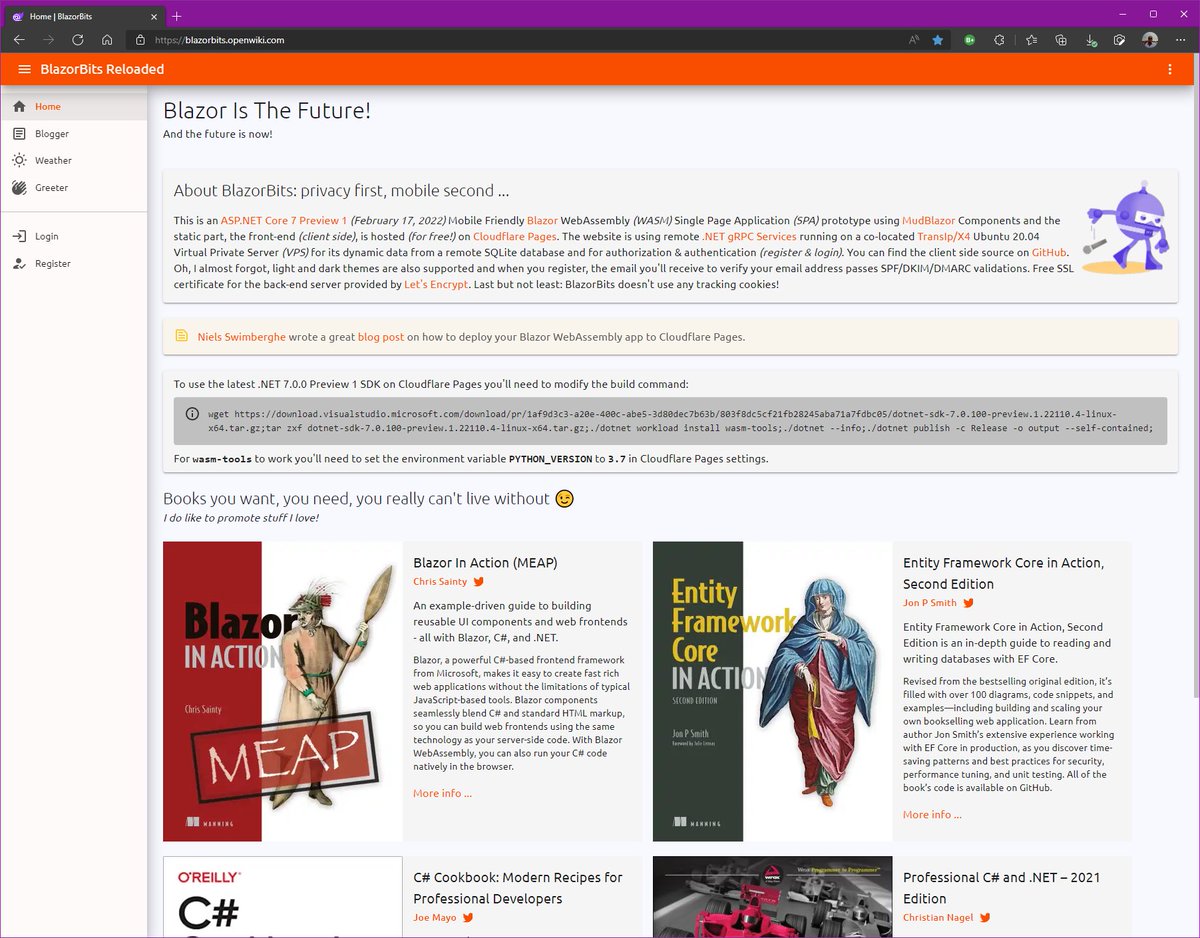 Home | BlazorBits
https://blazorbits.openwiki.com
BlazorBits Reloaded
Home
Blogger
Weather
Greeter
Login
Register
Blazor Is The Future!
And the future is now!
About BlazorBits: privacy first, mobile second ...
This is an ASP.NET Core 7 Preview 1 (February 17, 2022) Mobile Friendly Blazor WebAssembly (WASM) Single Page Application (SPA) prototype using MudBlazor Components and the
static part, the front-end (client side), is hosted (for free!) on Cloudflare Pages. The website is using remote .NET gRPC Services running on a co-located TransIp/X4 Ubuntu 20.04
Virtual Private Server (VPS) for its dynamic data from a remote SQLite database and for authorization & authentication (register & login). You can find the client side source on GitHub.
Oh, I almost forgot, light and dark themes are also supported and when you register, the email you'll receive to verify your email address passes SPF/DKIM/DMARC validations. Free SSL
certificate for the back-end server provided by Let's Encrypt. Last but not least: BlazorBits doesn't use any tracking cookies!
Niels Swimberghe wrote a great blog post on how to deploy your Blazor WebAssembly app to Cloudflare Pages.
To use the latest .NET 7.0.0 Preview 1 SDK on Cloudflare Pages you'll need to modify the build command:
wget https://download.visualstudio.microsoft.com/download/pr/1af9d3c3-a20e-400c-abe5-3d80dec7b63b/803f8dc5cf21fb28245aba71a7fdbc05/dotnet-sdk-7.0.100-preview.1.22110.4-linux-
x64.tar.gz;tar zxf dotnet-sdk-7.0.100-preview.1.22110.4-linux-x64.tar.gz;./dotnet workload install wasm-tools;./dotnet --info;./dotnet publish -c Release -o output --self-contained;
For wasm-tools to work you'll need to set the environment variable PYTHON_VERSION to 3.7 in Cloudflare Pages settings.
Books you want, you need, you really can't live without 😉
I do like to promote stuff I love!
Blazor
IN ACTION
Chris Sainty
MEAP
MANNING
Blazor In Action (MEAP)
Chris Sainty
An example-driven guide to building
reusable UI components and web frontends
- all with Blazor, C#, and .NET.
Blazor, a powerful C#-based frontend framework
from Microsoft, makes it easy to create fast rich
web applications without the limitations of typical
JavaScript-based tools. Blazor components
seamlessly blend C# and standard HTML markup,
so you can build web frontends using the same
technology as your server-side code. With Blazor
WebAssembly, you can also run your C# code
natively in the browser.
More info ...
Entity
Framework
Core
IN ACTION
SECOND EDITION
Jon P Smith
MANNING
Entity Framework Core in Action,
Second Edition
Jon P Smith
Entity Framework Core in Action, Second
Edition is an in-depth guide to reading and
writing databases with EF Core.
Revised from the bestselling original edition, it's
filled with over 100 diagrams, code snippets, and
examples—including building and scaling your
own bookselling web application. Learn from
author Jon Smith's extensive experience working
with EF Core in production, as you discover time-
saving patterns and best practices for security,
performance tuning, and unit testing. All of the
book's code is available on GitHub.
More info ...
O'REILLY®
C#
C# Cookbook: Modern Recipes for
Professional Developers
Joe Mayo
wrox
Wrox Programmer to Programmer™
Professional C# and .NET – 2021
Edition
Christian Nagel